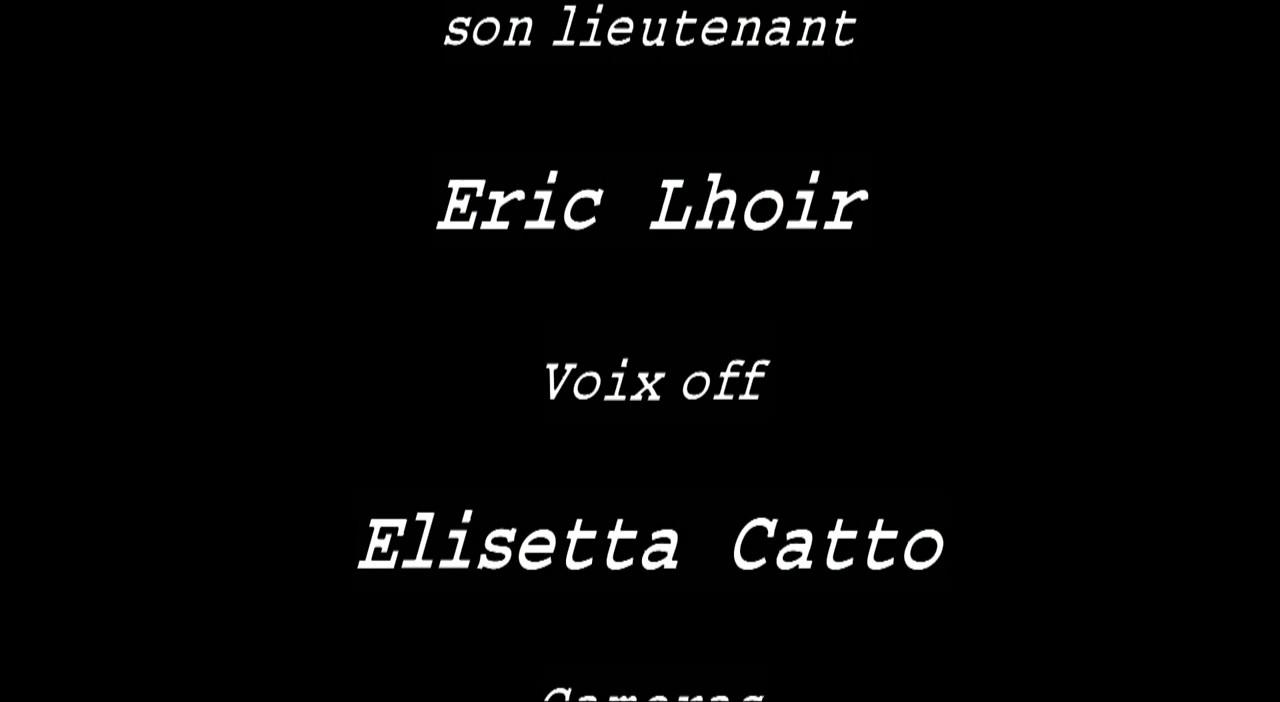 son lieutenant
Eric Lhoir
Voix off
Elisetta Catto